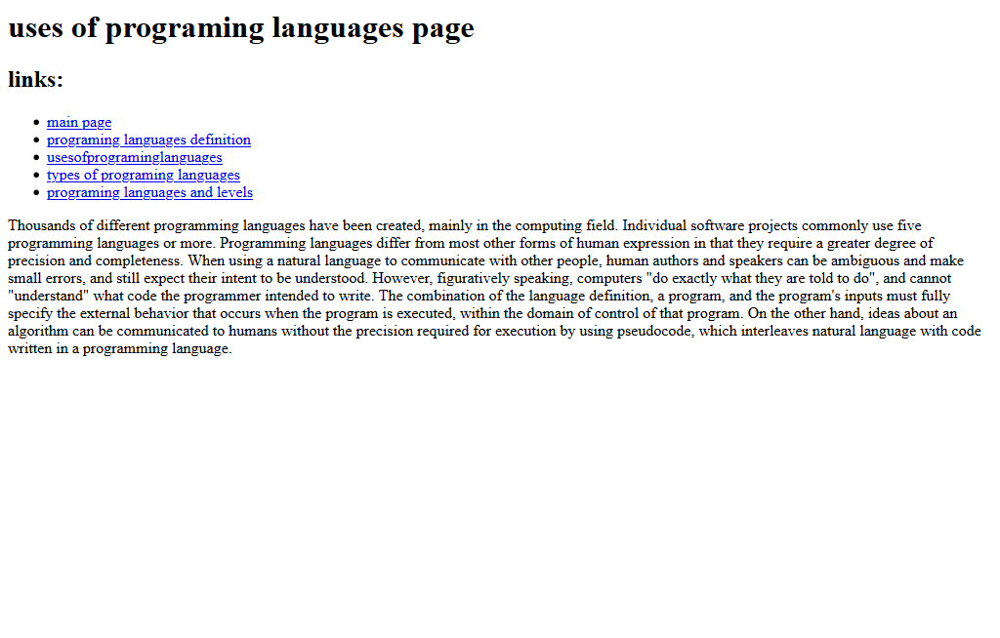 uses of programing languages page
links:
main page
programing languages definition
usesofprograminglanguages
types of programing languages
programing languages and levels
Thousands of different programming languages have been created, mainly in the computing field. Individual software projects commonly use five
programming languages or more. Programming languages differ from most other forms of human expression in that they require a greater degree of
precision and completeness. When using a natural language to communicate with other people, human authors and speakers can be ambiguous and make
small errors, and still expect their intent to be understood. However, figuratively speaking, computers "do exactly what they are told to do", and cannot
"understand" what code the programmer intended to write. The combination of the language definition, a program, and the program's inputs must fully
specify the external behavior that occurs when the program is executed, within the domain of control of that program. On the other hand, ideas about an
algorithm can be communicated to humans without the precision required for execution by using pseudocode, which interleaves natural language with code
written in a programming language.